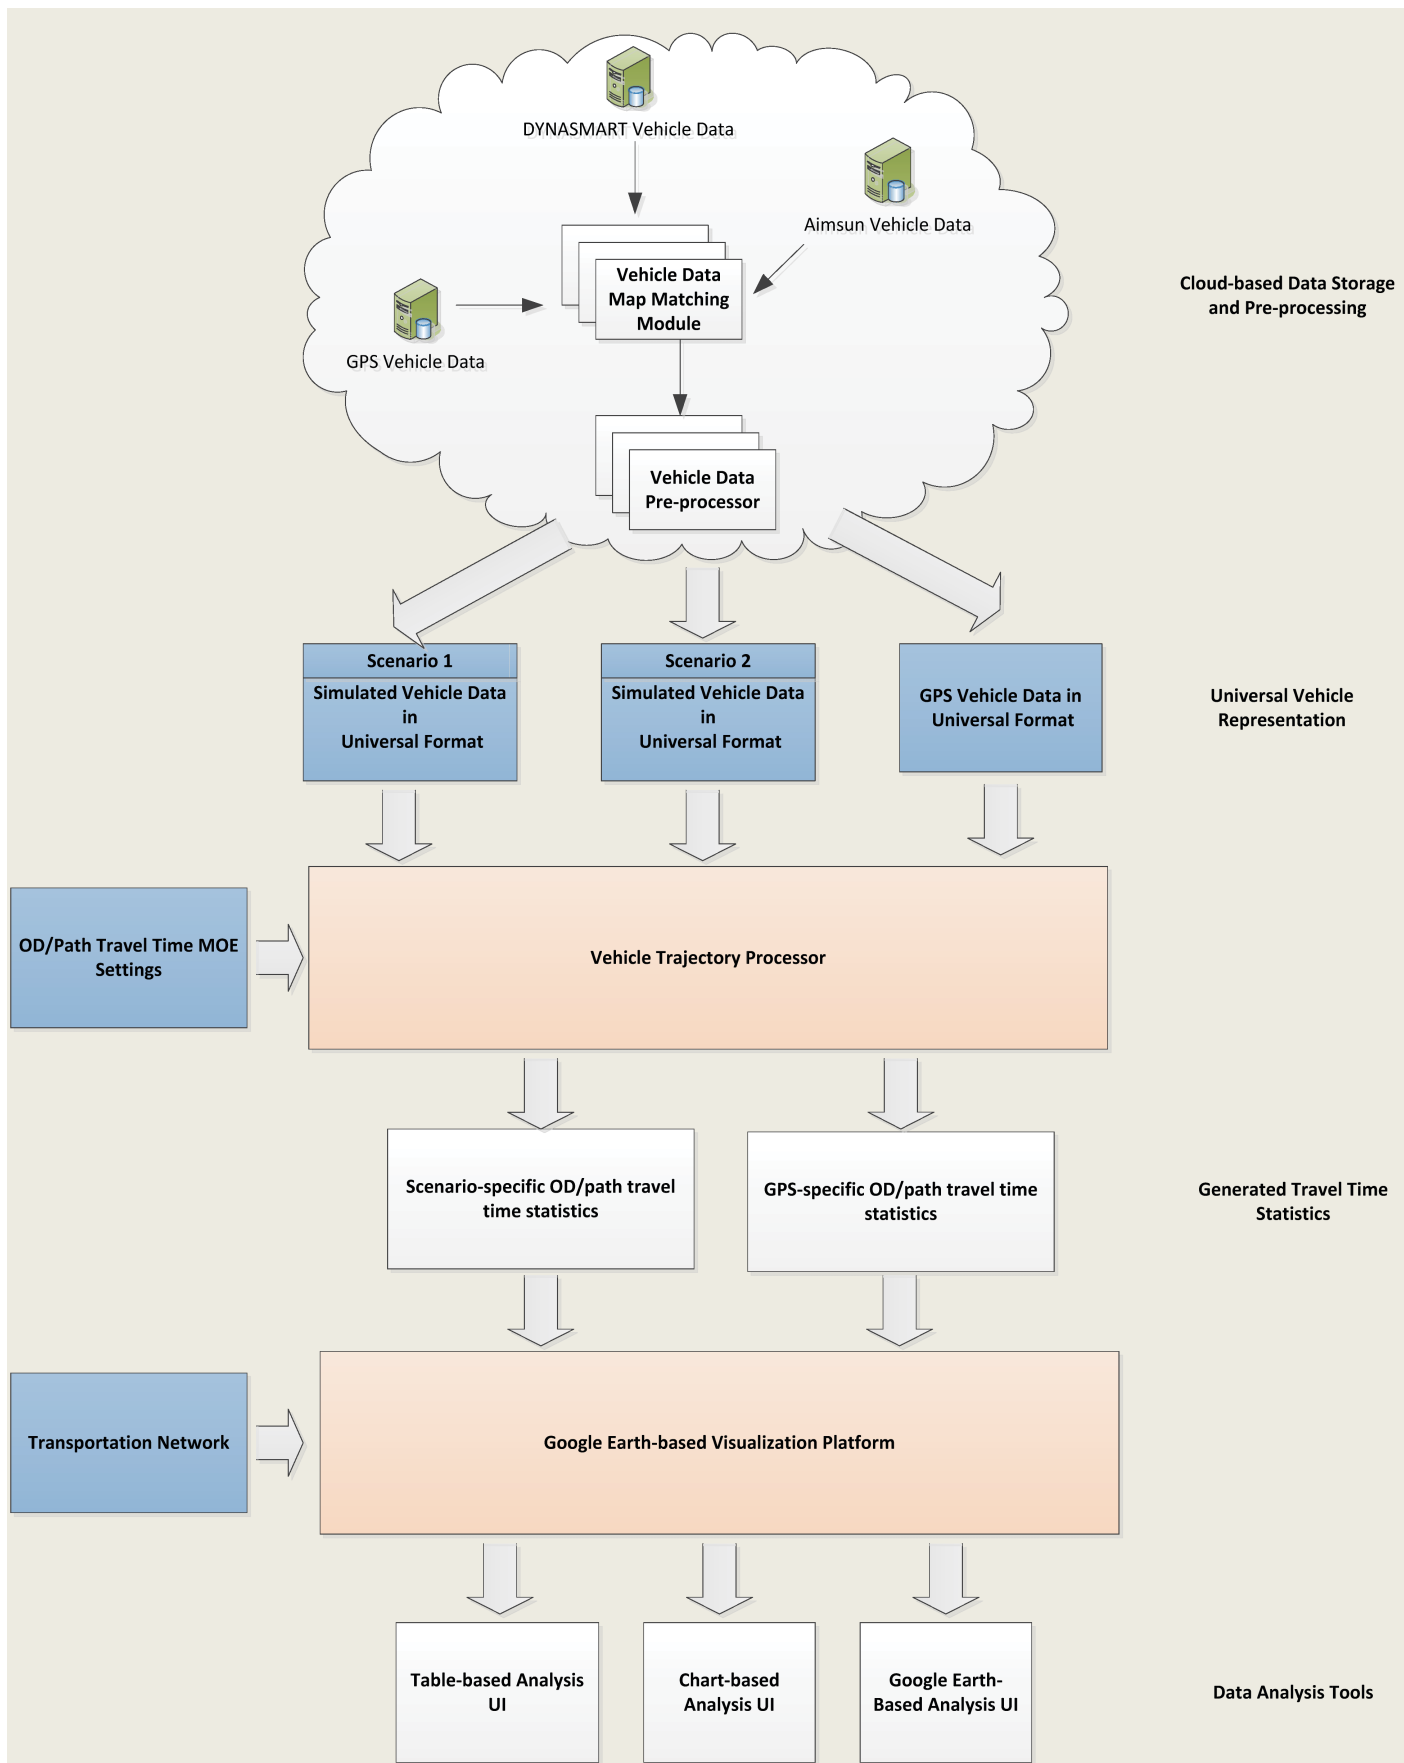 DYNASMART Vehicle Data
Aimsun Vehicle Data
Vehicle Data
Map Matching
Module
GPS Vehicle Data
Cloud-based Data Storage
and Pre-processing
Vehicle Data
Pre-processor
Scenario 1
Simulated Vehicle Data
in
Universal Format
Scenario 2
Simulated Vehicle Data
in
Universal Format
GPS Vehicle Data in
Universal Format
Universal Vehicle
Representation
OD/Path Travel Time MOE
Settings
Vehicle Trajectory Processor
Scenario-specific OD/path travel
time statistics
GPS-specific OD/path travel time
statistics
Generated Travel Time
Statistics
Transportation Network
Google Earth-based Visualization Platform
Table-based Analysis
UI
Chart-based
Analysis UI
Google Earth-
Based Analysis UI
Data Analysis Tools